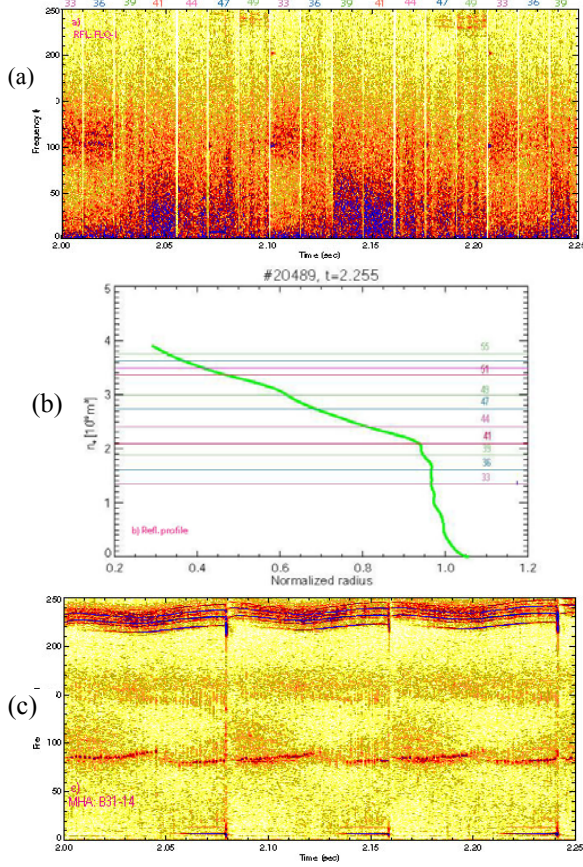 33 36 39 41 44 47 49 33 36 39 41 44 47 49 33 36 39
(a)
a)
250
200
150
0
100
50
0
2.00 2.05 2.10 2.15 2.20 2.25
Time (sec)
#20489, t=2.255
(b)
5
4
3
2
1
0
55
51
49
47
44
41
39
36
33
b) Refl. profile
0.2 0.4 0.6 0.8 1.0 1.2
Normalized radius
(c)
250
200
0
100
50
0
c)
MHA: B31-14
2.00 2.05 2.10 2.15 2.20 2.25
Time (sec)